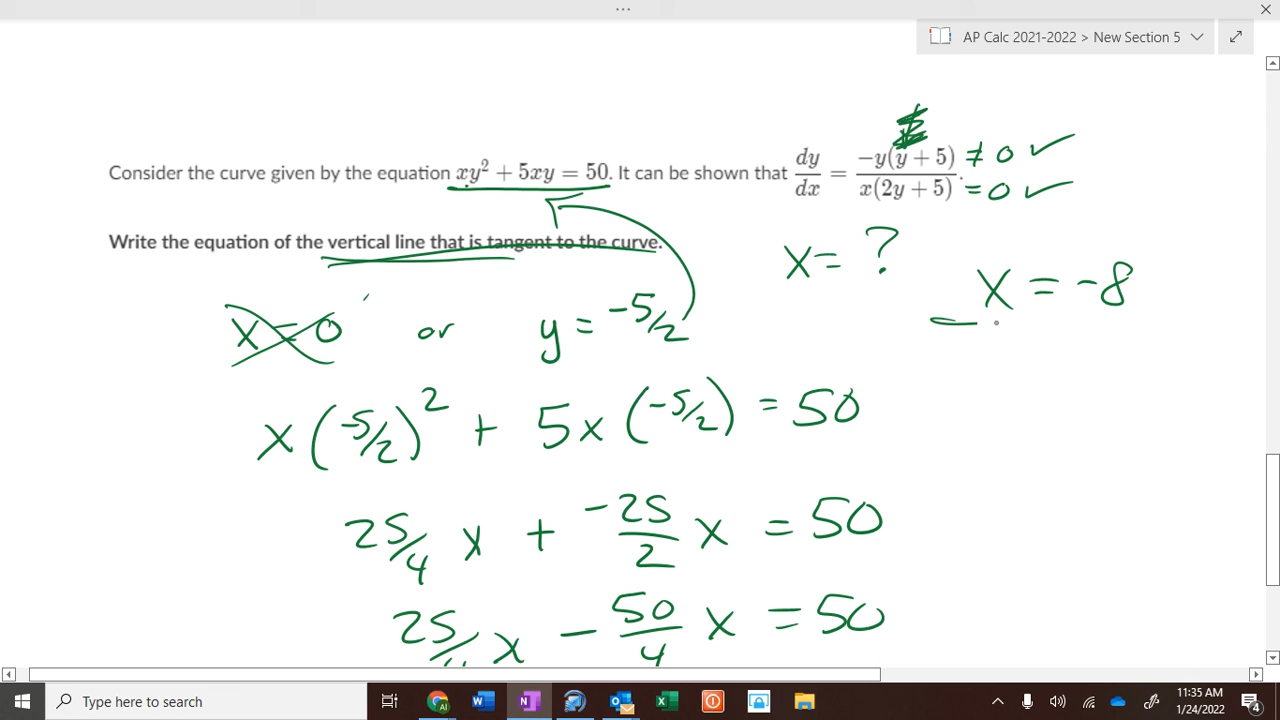 AP Calc 2021-2022 > New Section 5
Consider the curve given by the equation xy² + 5xy = 50. It can be shown that dy/dx = -y(y + 5)/x(2y + 5).
≠ 0 ✓
= 0 ✓
Write the equation of the vertical line that is tangent to the curve.
x = ?
x = -8
x = 0 or y = -5/2
x(-5/2)² + 5x(-5/2) = 50
25/4 x + -25/2 x = 50
25/4 x - 50/4 x = 50
Type here to search
11:35 AM
1/24/2022
4